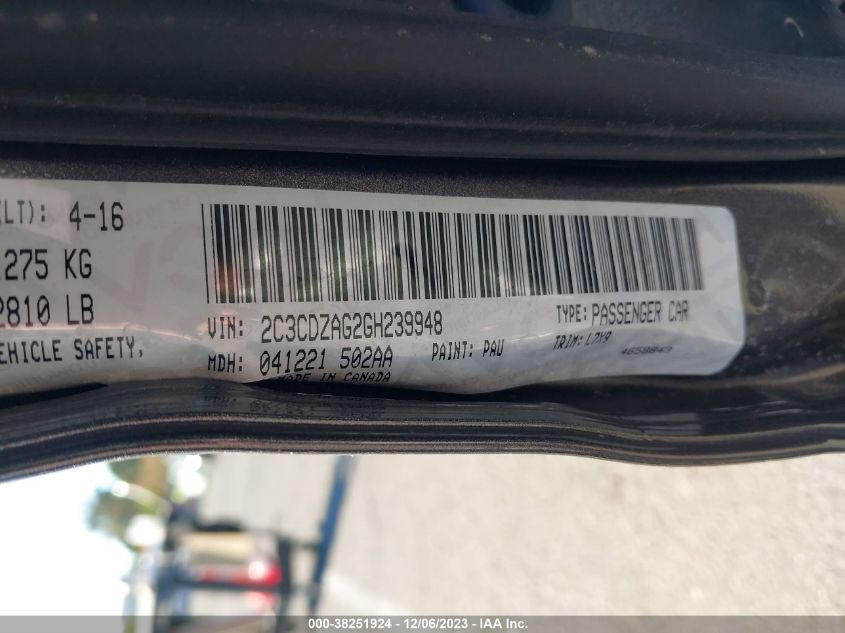 ELT): 4-16
275 KG
2810 LB
EHICLE SAFETY,
VIN: 2C3CDZAG2GH239948
TYPE: PASSENGER CAR
MDH: 041221 502AA
PAINT: PAU
TRIM: L7X9
MADE IN CANADA
4658843
000-38251924 - 12/06/2023 - IAA Inc.